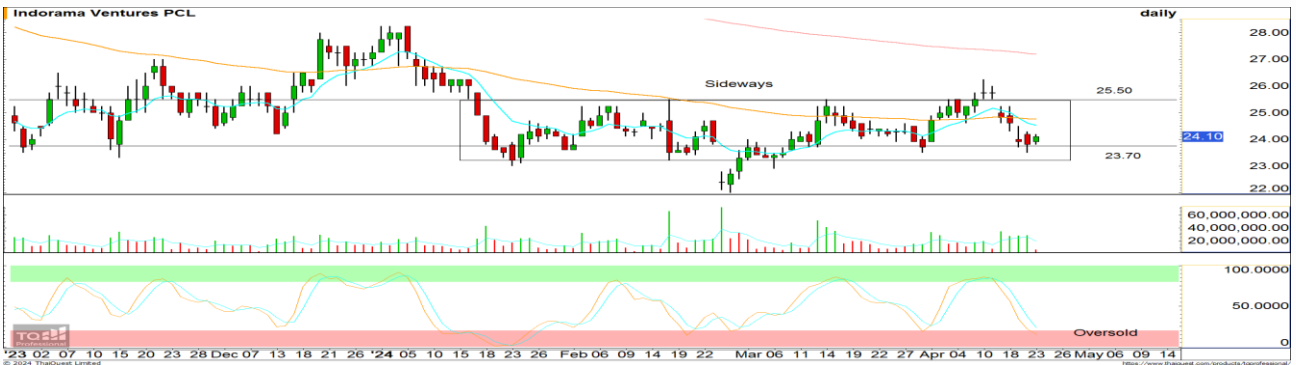 Indorama Ventures PCL
daily
28.00
27.00
Sideways
26.00
25.50
25.00
24.10
24.00
23.70
23.00
22.00
60,000,000.00
40,000,000.00
20,000,000.00
100.0000
50.0000
TQ
Professional
Oversold
0
'23 02 07 10 15 20 23 28 Dec 07 13 18 21 26 '24 05 10 15 18 23 26 Feb 06 09 14 19 22 Mar 06 11 14 19 22 27 Apr 04 10 18 23 26 May 06 09 14
© 2024 ThaiQuest Limited
https://www.thaiquest.com/products/tqprofessional/